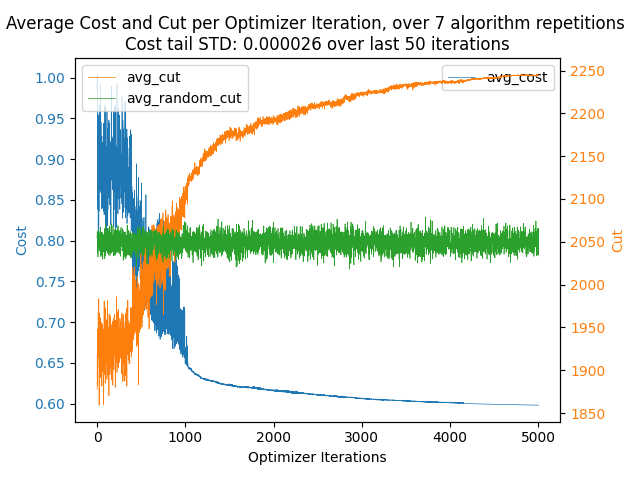 Average Cost and Cut per Optimizer Iteration, over 7 algorithm repetitions
Cost tail STD: 0.000026 over last 50 iterations
avg_cut
avg_random_cut
avg_cost
1.00
0.95
0.90
0.85
0.80
0.75
0.70
0.65
0.60
Cost
2250
2200
2150
2100
2050
2000
1950
1900
1850
Cut
0 1000 2000 3000 4000 5000
Optimizer Iterations